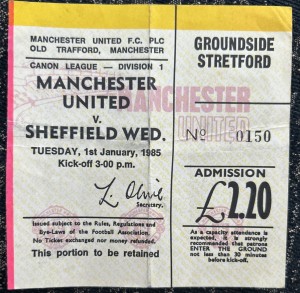 MANCHESTER UNITED F.C. PLC
OLD TRAFFORD, MANCHESTER
CANON LEAGUE — DIVISION 1
MANCHESTER
UNITED
v.
SHEFFIELD WED.
TUESDAY, 1st January, 1985
Kick-off 3-00 p.m.
Secretary.
Issued subject to the Rules, Regulations and
Bye-Laws of the Football Association.
No Ticket exchanged nor money refunded.
This portion to be retained
GROUNDSIDE
STRETFORD
MANCHESTER
UNITED
Nº 0150
ADMISSION
£2.20
As a capacity attendance is
expected, it is strongly
recommended that patrons
ENTER THE GROUND not
less than 30 minutes
before kick-off.